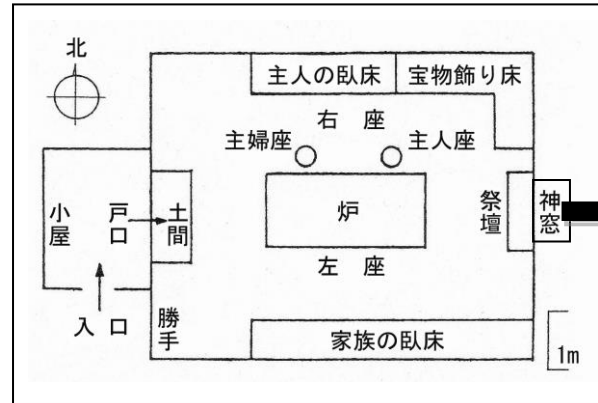 北
主人の臥床
宝物飾り床
右座
主婦座
主人座
小屋
戸口
土間
炉
祭壇
神窓
左座
入口
勝手
家族の臥床
1m